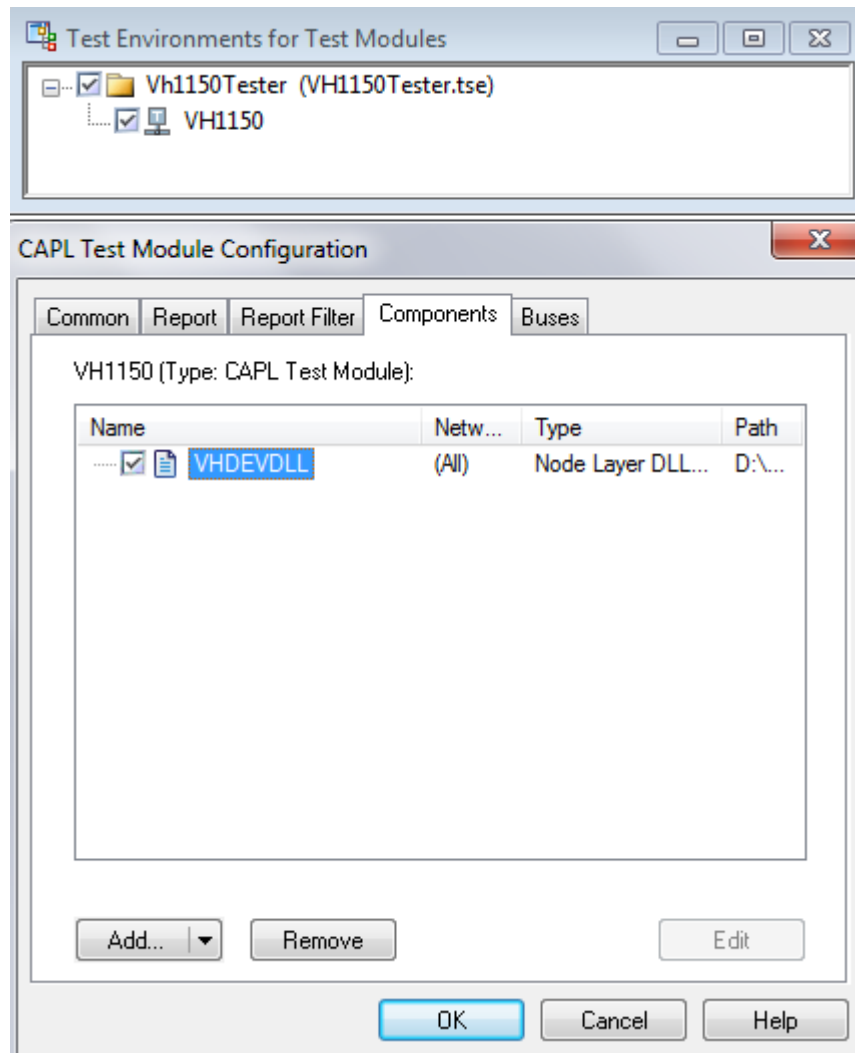 Test Environments for Test Modules
Vh1150Tester (VH1150Tester.tse)
VH1150
CAPL Test Module Configuration
Common Report Report Filter Components Buses
VH1150 (Type: CAPL Test Module):
Name Netw... Type Path
VHDEVDLL (All) Node Layer DLL... D:\...
Add... Remove Edit
OK Cancel Help